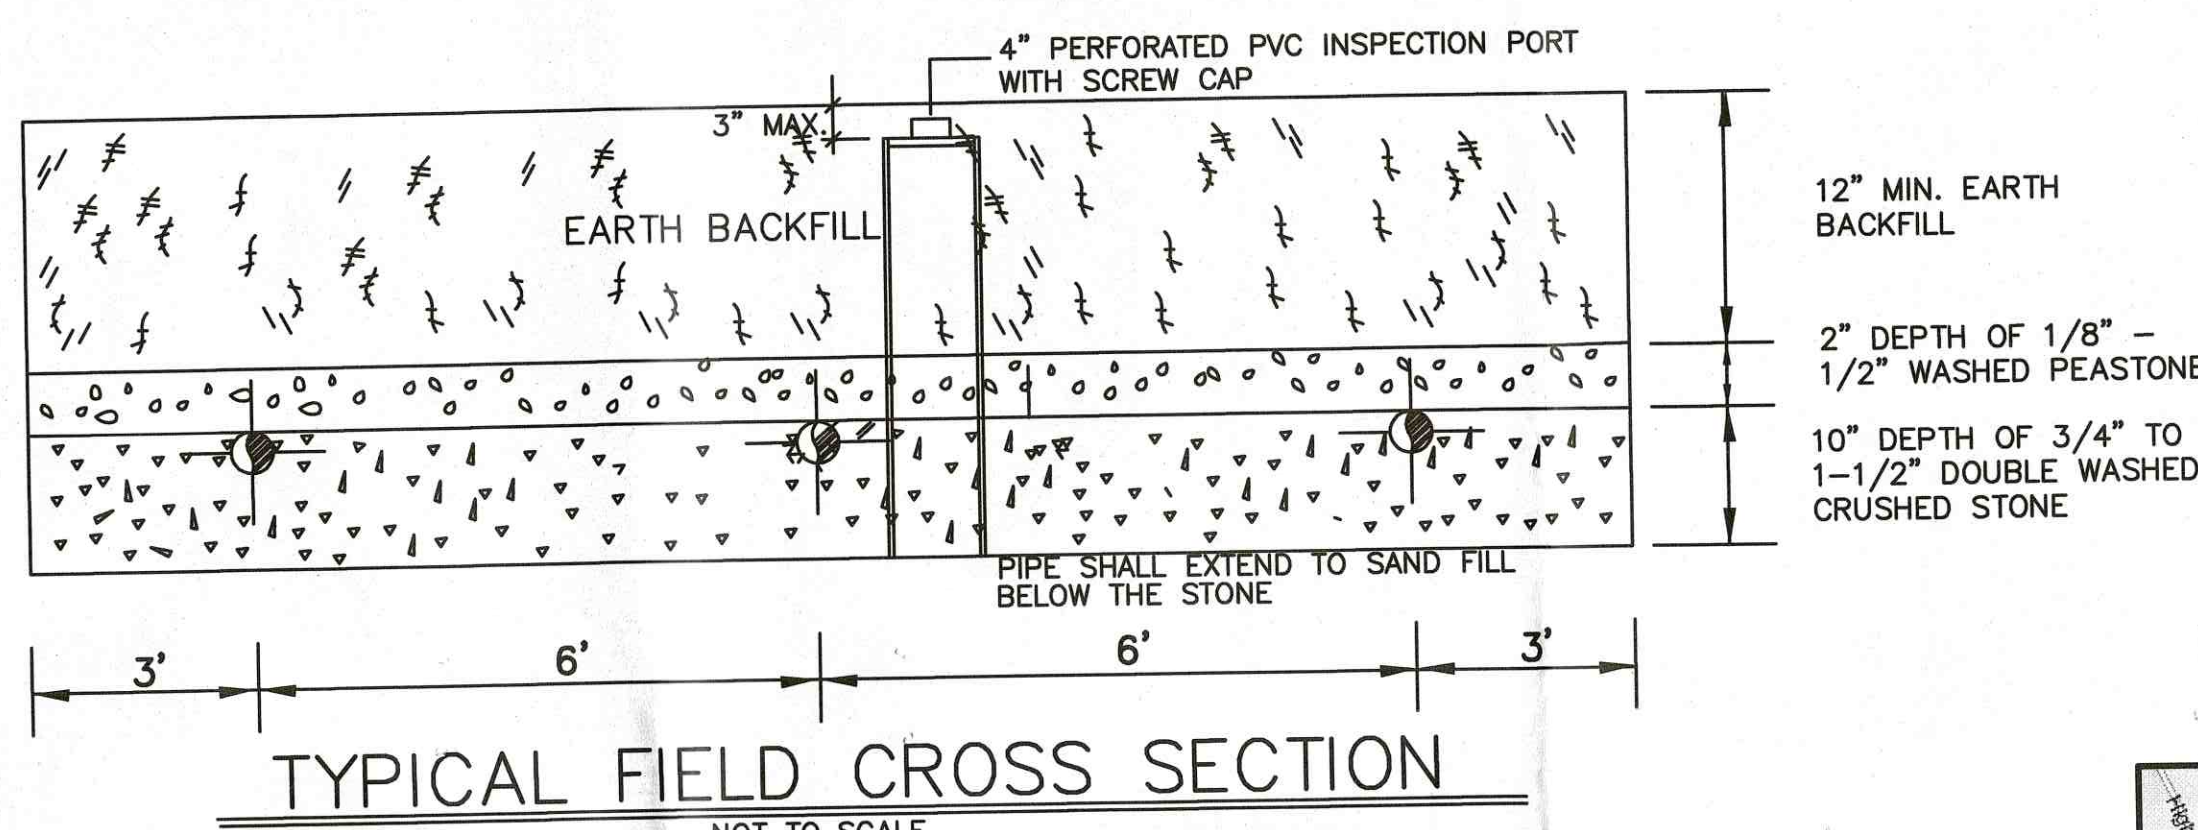 4" PERFORATED PVC INSPECTION PORT
WITH SCREW CAP
3" MAX.
EARTH BACKFILL
12" MIN. EARTH
BACKFILL
2" DEPTH OF 1/8" –
1/2" WASHED PEASTONE
10" DEPTH OF 3/4" TO
1–1/2" DOUBLE WASHED
CRUSHED STONE
PIPE SHALL EXTEND TO SAND FILL
BELOW THE STONE
3'
6'
6'
3'
TYPICAL FIELD CROSS SECTION
NOT TO SCALE